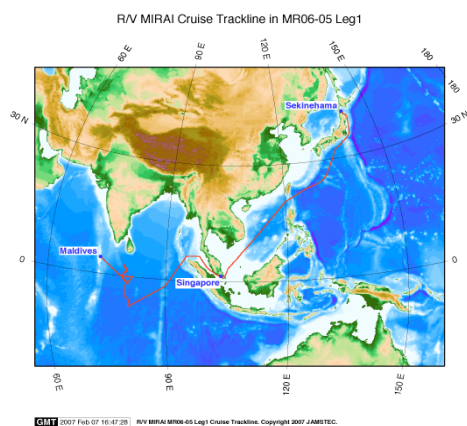 R/V MIRAI Cruise Trackline in MR06-05 Leg1
60 E
90 E
120 E
150 E
180
180
30 N
30 N
Sekinehama
Maldives
0
0
Singapore
60 E
90 E
120 E
150 E
GMT 2007 Feb 07 16:47:28 R/V MIRAI MR06-05 Leg1 Cruise Trackline. Copyright 2007 JAMSTEC.